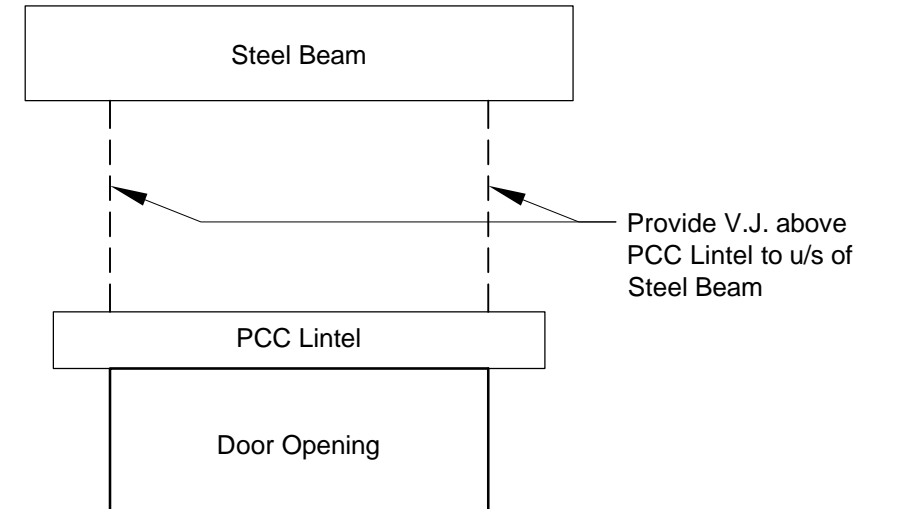 Steel Beam
Provide V.J. above
PCC Lintel to u/s of
Steel Beam
PCC Lintel
Door Opening